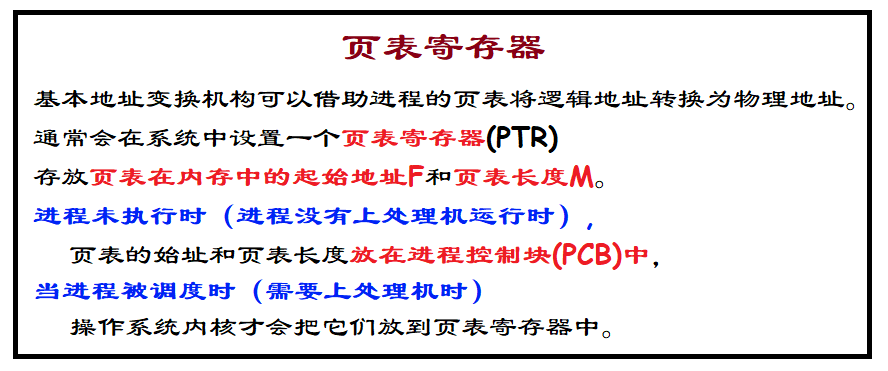 页表寄存器
基本地址变换机构可以借助进程的页表将逻辑地址转换为物理地址。
通常会在系统中设置一个页表寄存器(PTR)
存放页表在内存中的起始地址F和页表长度M。
进程未执行时（进程没有上处理机运行时），
页表的始址和页表长度放在进程控制块(PCB)中，
当进程被调度时（需要上处理机时）
操作系统内核才会把它们放到页表寄存器中。